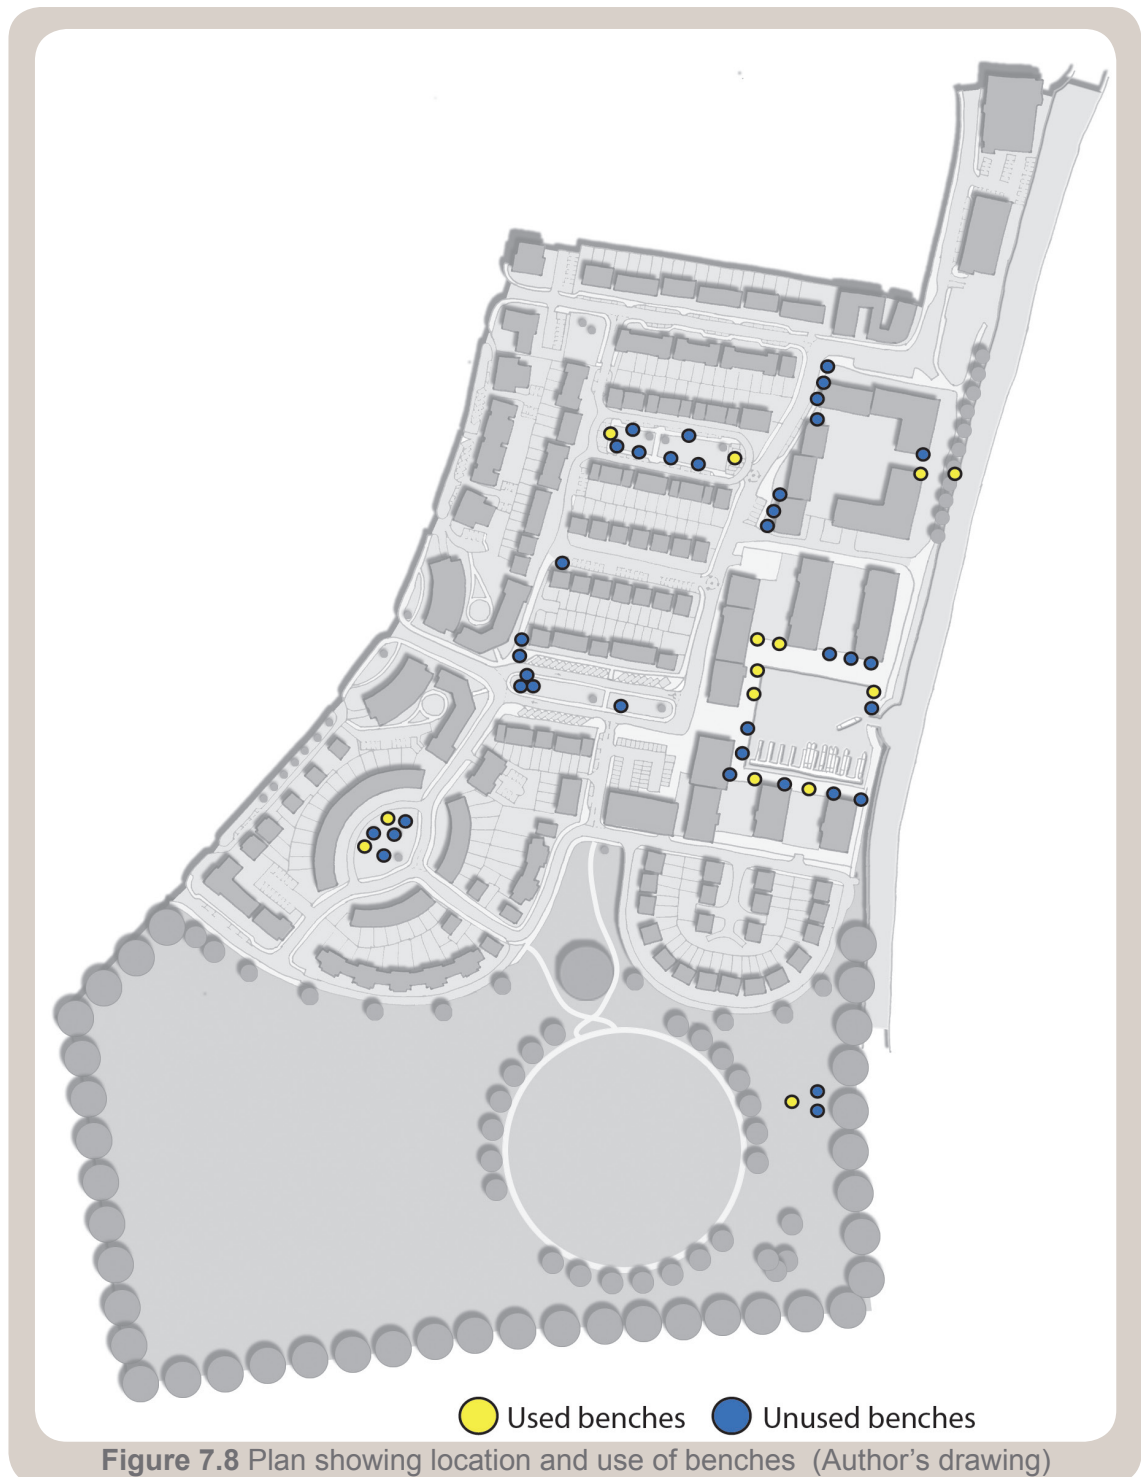 Used benches Unused benches
Figure 7.8 Plan showing location and use of benches (Author's drawing)